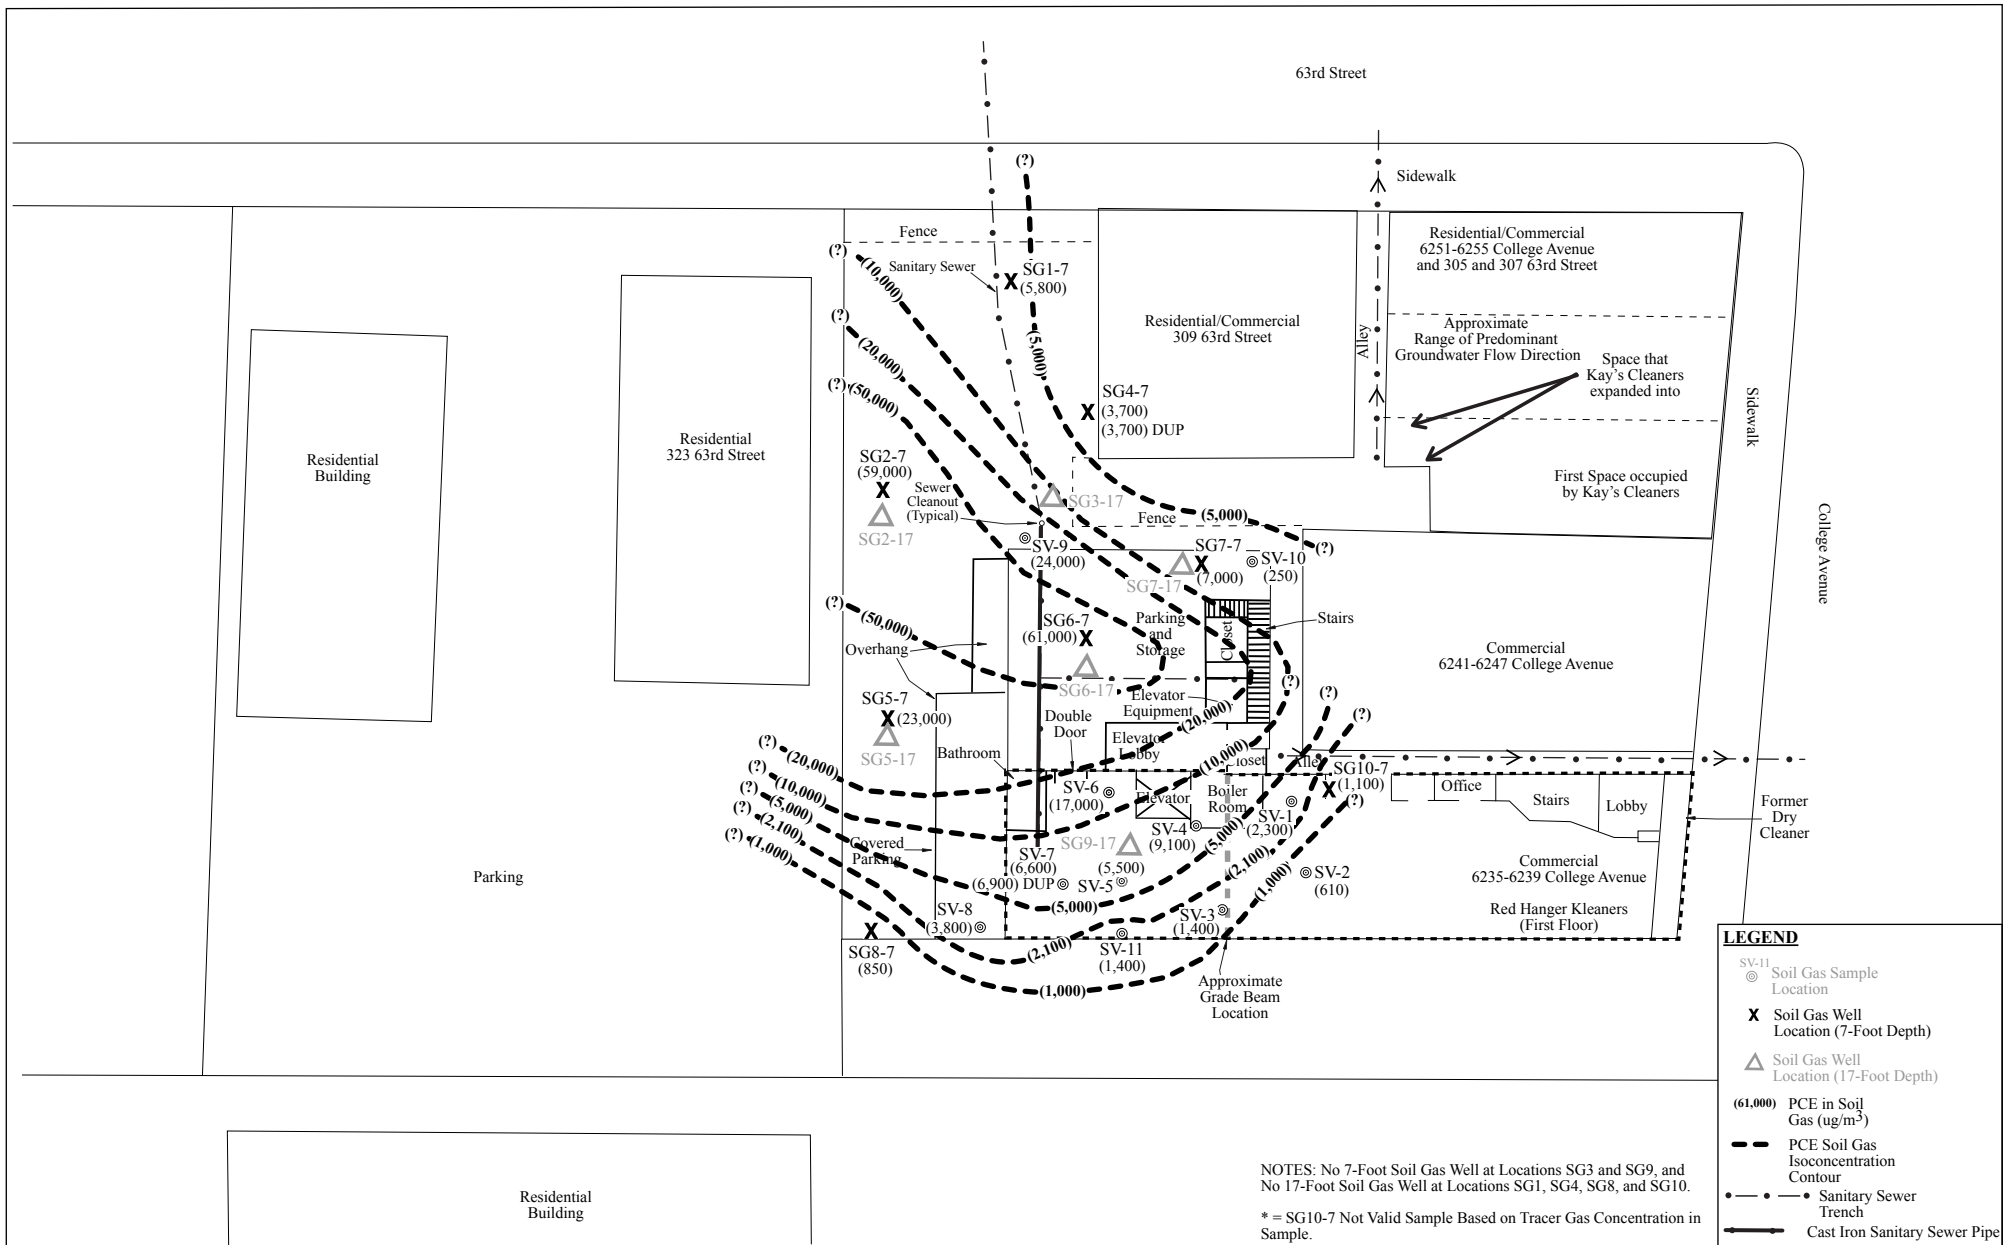 63rd Street
(?)
Sidewalk
Fence
Residential/Commercial
6251-6255 College Avenue
and 305 and 307 63rd Street
(?)
(10,000)
Sanitary Sewer
SG1-7
(5,800)
(?)
(20,000)
(5,000)
Residential/Commercial
309 63rd Street
Alley
Approximate
Range of Predominant
Groundwater Flow Direction
Space that
Kay's Cleaners
expanded into
(?)
(50,000)
SG4-7
(3,700)
(3,700) DUP
Sidewalk
Residential
323 63rd Street
Residential
Building
SG2-7
(59,000)
Sewer
Cleanout
(Typical)
SG2-17
SG3-17
Fence
(5,000)
(?)
First Space occupied
by Kay's Cleaners
College Avenue
SV-9
(24,000)
SG7-7
(7,000)
SG7-17
SV-10
(250)
(?)
(50,000)
Overhang
SG6-7
(61,000)
SG6-17
Parking
and
Storage
Closet
Stairs
Commercial
6241-6247 College Avenue
(?)
(?)
(?)
SG5-7
(23,000)
SG5-17
Double
Door
Elevator
Equipment
(20,000)
Elevator
Lobby
Bathroom
(10,000)
Closet
Alley
SG10-7
(1,100)
(?)
(?)
(20,000)
(?)
(10,000)
(?)
(5,000)
(?)
(2,100)
(?)
(1,000)
SV-6
(17,000)
Elevator
Boiler
Room
SV-1
(2,300)
Office
Stairs
Lobby
Former
Dry
Cleaner
SV-4
(9,100)
(5,000)
(2,100)
(1,000)
Covered
Parking
SV-7
(6,600)
(6,900) DUP
SG9-17
(5,500)
SV-5
SV-2
(610)
Commercial
6235-6239 College Avenue
Red Hanger Kleaners
(First Floor)
Parking
(5,000)
SV-8
(3,800)
SV-3
(1,400)
SG8-7
(850)
(2,100)
SV-11
(1,400)
(1,000)
Approximate
Grade Beam
Location
Residential
Building
NOTES: No 7-Foot Soil Gas Well at Locations SG3 and SG9, and
No 17-Foot Soil Gas Well at Locations SG1, SG4, SG8, and SG10.
* = SG10-7 Not Valid Sample Based on Tracer Gas Concentration in
Sample.
LEGEND
SV-11
Soil Gas Sample
Location
X Soil Gas Well
Location (7-Foot Depth)
Soil Gas Well
Location (17-Foot Depth)
(61,000) PCE in Soil
Gas (ug/m3)
PCE Soil Gas
Isoconcentration
Contour
Sanitary Sewer
Trench
Cast Iron Sanitary Sewer Pipe